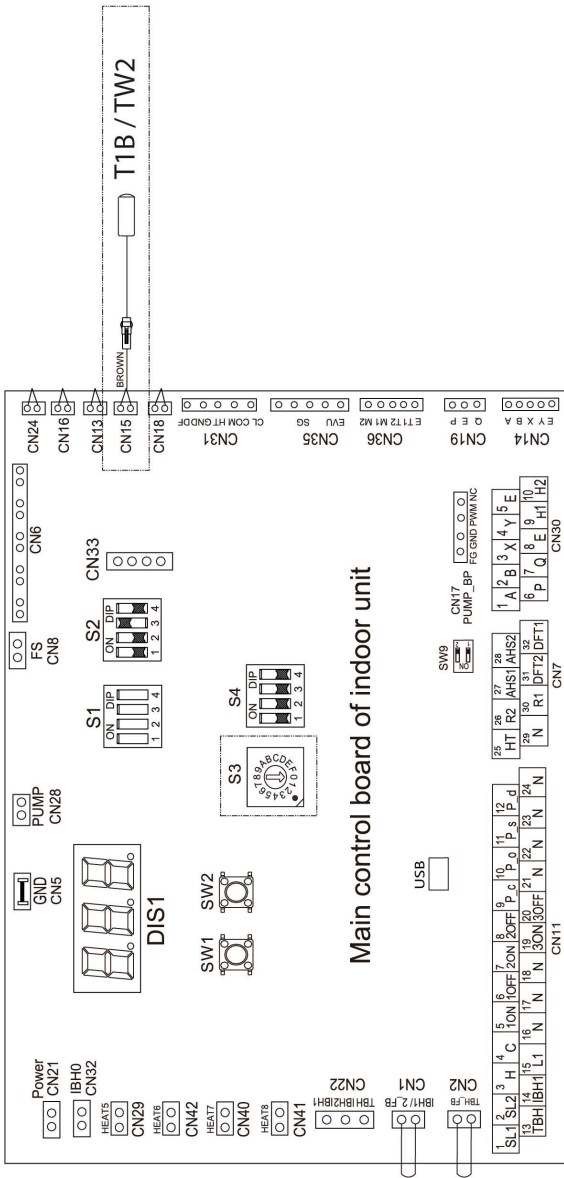 T1B / TW2
BROWN
CN24
CN16
CN13
CN15
CN18
CL COM HT GNDDF
CN31
SG EVU
CN35
E T1T2 M1 M2
CN36
Q E P
CN19
E Y X B A
CN14
CN6
CN33
FS
CN8
S2
ON DIP
1 2 3 4
S1
ON DIP
1 2 3 4
S4
ON DIP
1 2 3 4
S3
0123456789ABCDEF
PUMP
CN28
GND
CN5
DIS1
SW2
SW1
Power
CN21
IBH0
CN32
HEAT5
CN29
HEAT6
CN42
HEAT7
CN40
HEAT8
CN41
Main control board of indoor unit
USB
TBH IBH2IBH1
CN22
IBH1/2_FB
CN1
TBH_FB
CN2
CN17
PUMP_BP
FG GND PWM NC
SW9
ON
1 2
1 2 3 4 5
A B X Y E
6 7 8 9 10
P Q E H1 H2
CN30
25 26 27 28
HT R2 AHS1 AHS2
29 30 31 32
N R1 DFT2 DFT1
CN7
1 2 3 4 5 6 7 8 9 10 11 12
SL1 SL2 H C 1ON 1OFF 2ON 2OFF P_c P_o P_s P_d
13 14 15 16 17 18 19 20 21 22 23 24
TBH IBH1 L1 N N N 3ON 3OFF N N N N
CN11